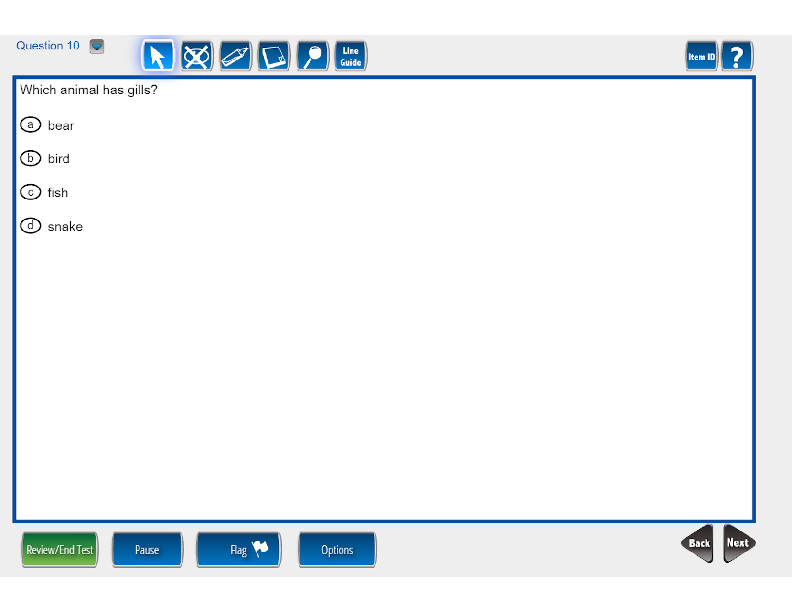 Question 10
Line
Guide
Item ID
?
Which animal has gills?
a bear
b bird
c fish
d snake
Review/End Test
Pause
Flag
Options
Back
Next